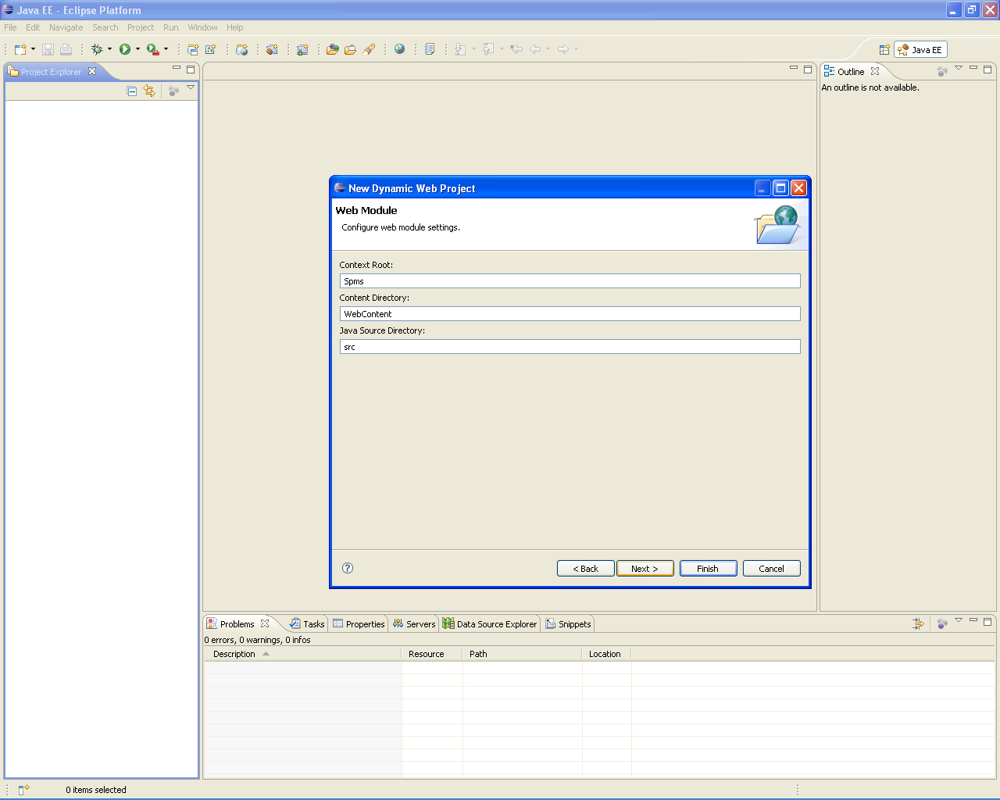 Java EE - Eclipse Platform
File Edit Navigate Search Project Run Window Help
Java EE
Project Explorer
Outline
An outline is not available.
New Dynamic Web Project
Web Module
Configure web module settings.
Context Root:
Spms
Content Directory:
WebContent
Java Source Directory:
src
< Back Next > Finish Cancel
Problems Tasks Properties Servers Data Source Explorer Snippets
0 errors, 0 warnings, 0 infos
Description Resource Path Location
0 items selected